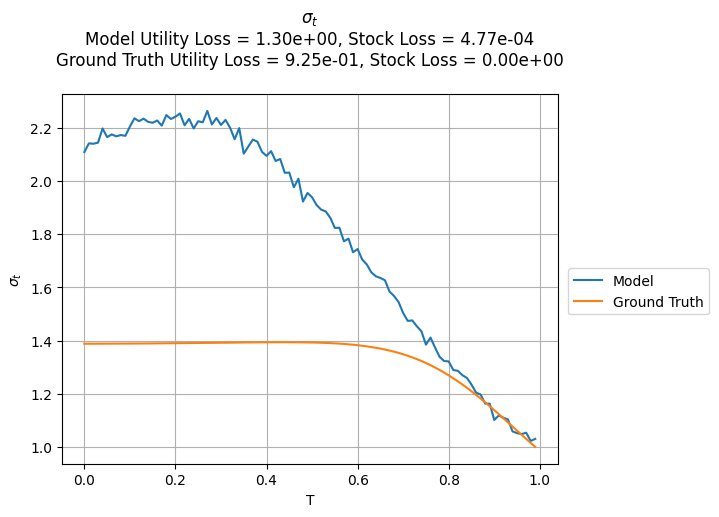 σt
Model Utility Loss = 1.30e+00, Stock Loss = 4.77e-04
Ground Truth Utility Loss = 9.25e-01, Stock Loss = 0.00e+00
2.2
2.0
1.8
1.6
1.4
1.2
1.0
σt
0.0 0.2 0.4 0.6 0.8 1.0
T
Model
Ground Truth